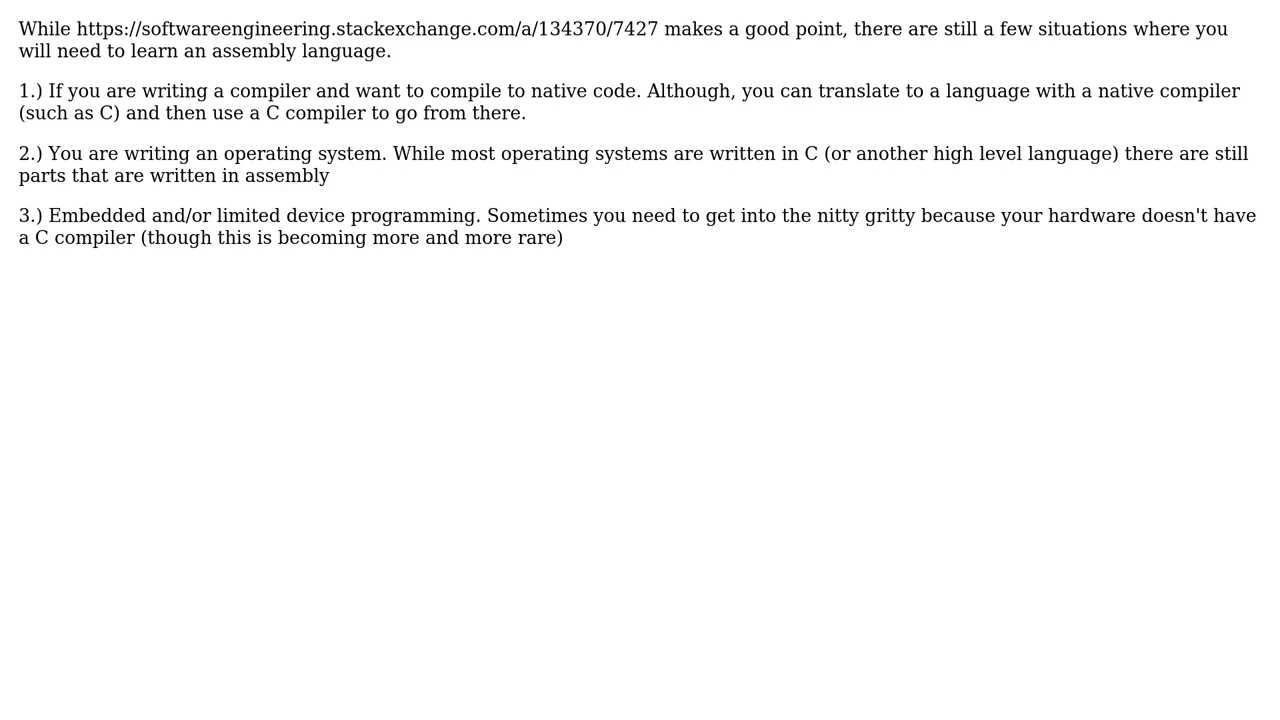 While https://softwareengineering.stackexchange.com/a/134370/7427 makes a good point, there are still a few situations where you
will need to learn an assembly language.
1.) If you are writing a compiler and want to compile to native code. Although, you can translate to a language with a native compiler
(such as C) and then use a C compiler to go from there.
2.) You are writing an operating system. While most operating systems are written in C (or another high level language) there are still
parts that are written in assembly
3.) Embedded and/or limited device programming. Sometimes you need to get into the nitty gritty because your hardware doesn't have
a C compiler (though this is becoming more and more rare)